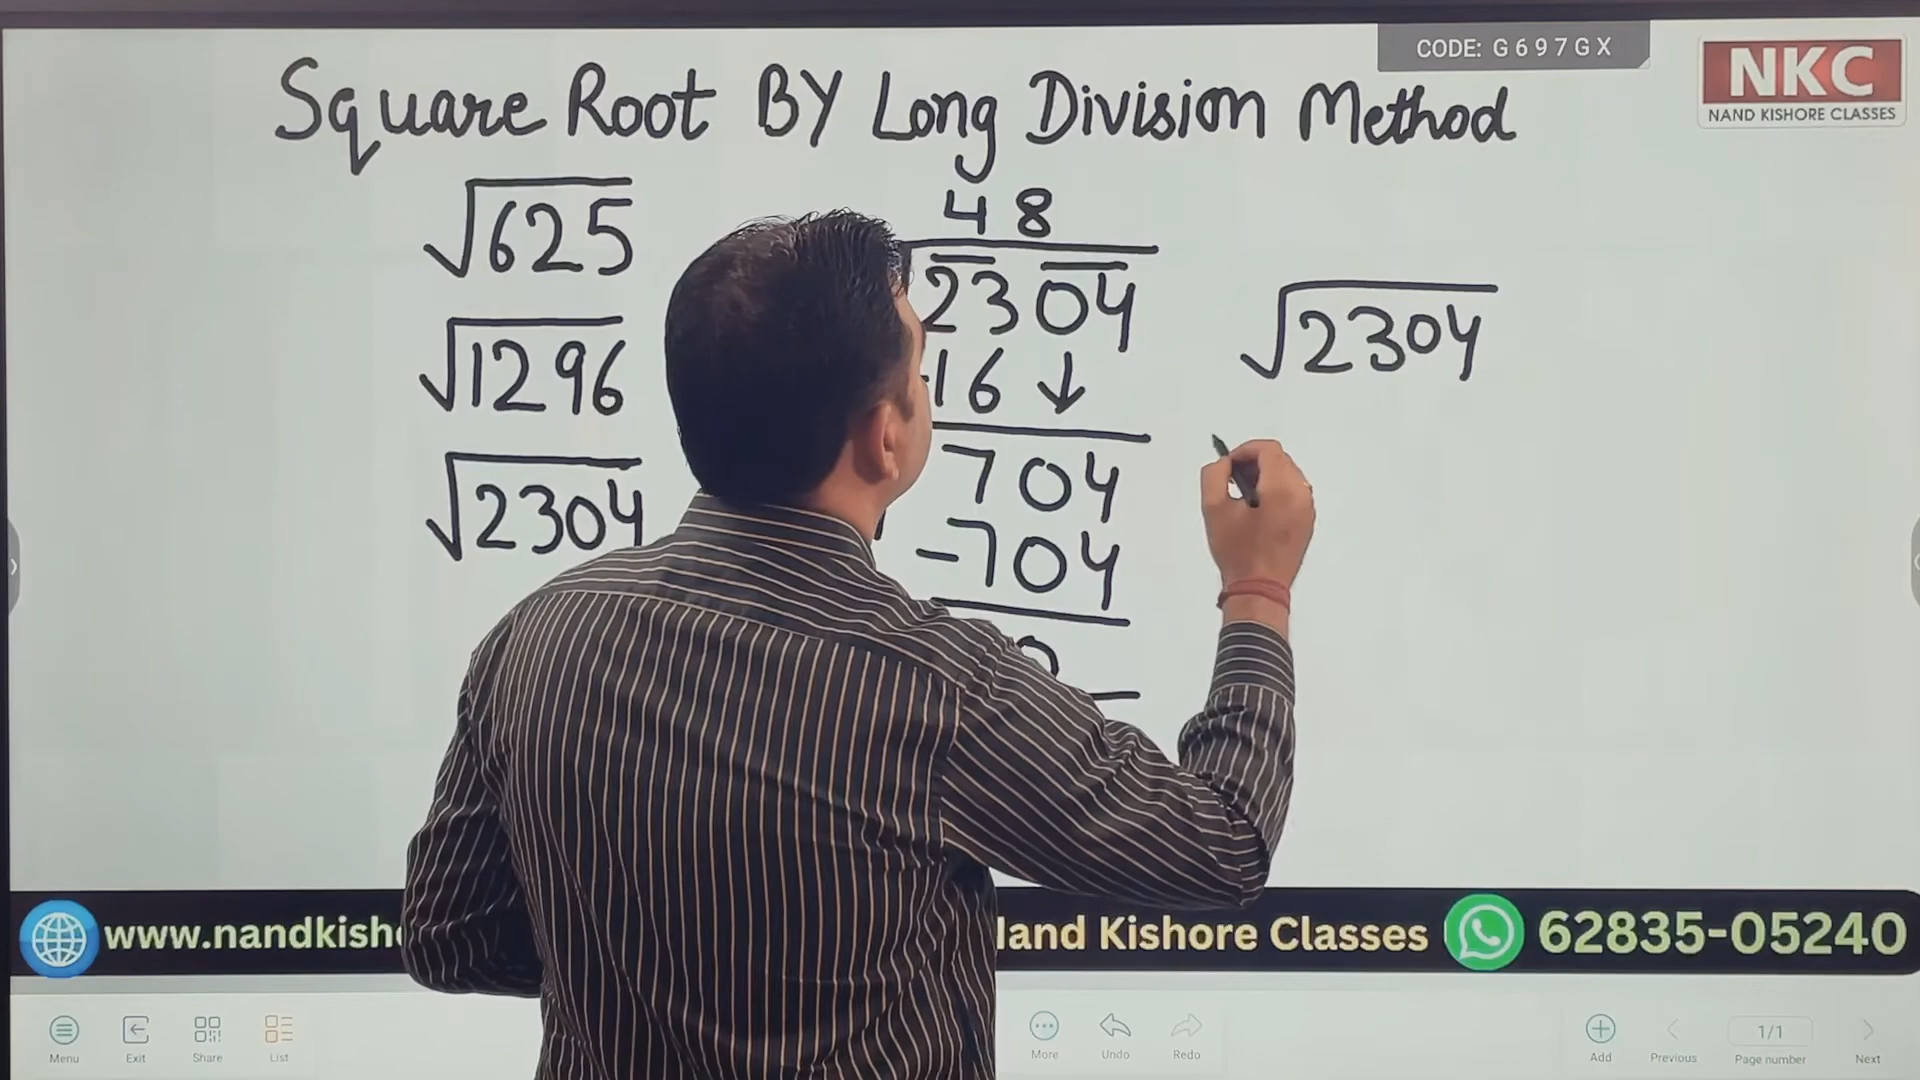 CODE: G697GX
NKC
NAND KISHORE CLASSES
Square Root BY Long Division Method
√625
√1296
√2304
48
2304
-16↓
704
-704
0
√2304
www.nandkish
Nand Kishore Classes
62835-05240
Menu
Exit
Share
List
More
Undo
Redo
Add
Previous
1/1
Page number
Next